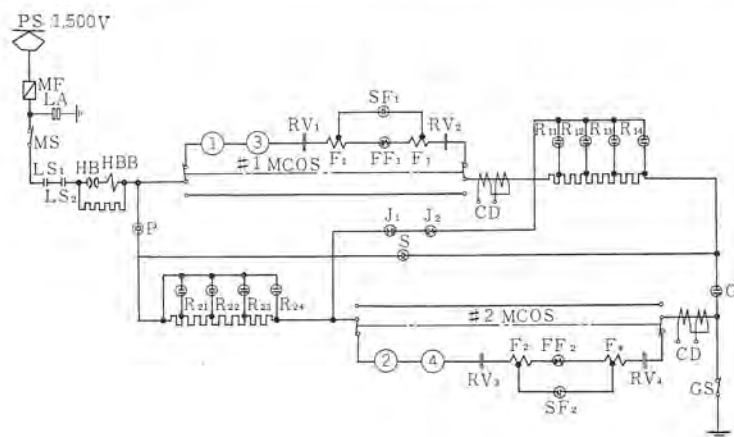 PS 1,500V
MF
LA
MS
LS₁
LS₂
HB
HBB
P
① ③
RV₁
SF₁
F₁
FF₁
F₃
RV₂
#1 MCOS
CD
R₁₁ R₁₂ R₁₃ R₁₄
J₁ J₂
S
R₂₁ R₂₂ R₂₃ R₂₄
#2 MCOS
② ④
RV₃
F₂
FF₂
F₄
RV₄
SF₂
CD
G
GS